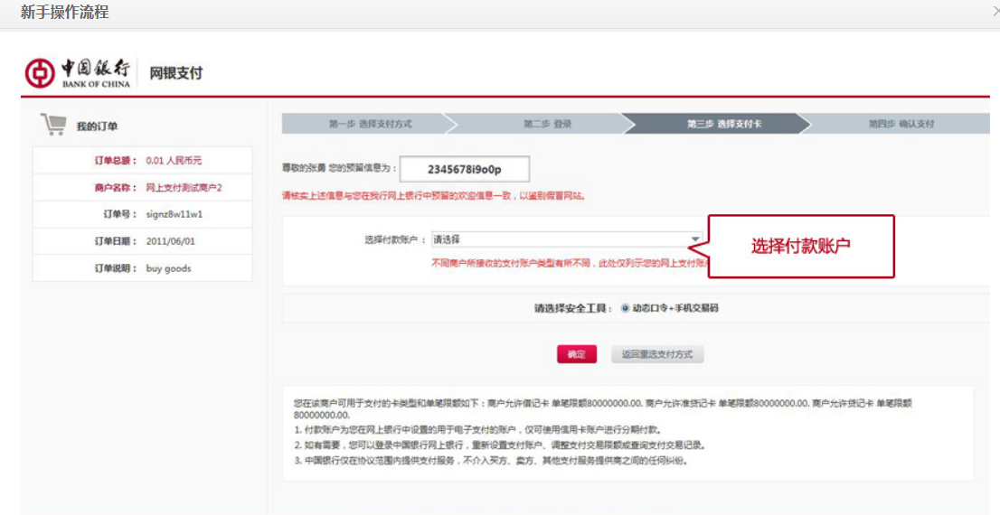 新手操作流程
中国银行
BANK OF CHINA
网银支付
我的订单
订单总额： 0.01 人民币元
商户名称： 网上支付测试商户2
订单号： signz8w11w1
订单日期： 2011/06/01
订单说明： buy goods
第一步 选择支付方式
第二步 登录
第三步 选择支付卡
第四步 确认支付
尊敬的张勇 您的预留信息为： 2345678i9o0p
请核实上述信息与您在我行网上银行中预留的欢迎信息一致，以鉴别假冒网站。
选择付款账户： 请选择
选择付款账户
不同商户所接收的支付账户类型有所不同，此处仅列示您的网上支付账户
请选择安全工具： 动态口令+手机交易码
确定
返回重选支付方式
您在该商户可用于支付的卡类型和单笔限额如下：商户允许借记卡 单笔限额80000000.00. 商户允许准贷记卡 单笔限额80000000.00. 商户允许贷记卡 单笔限额
80000000.00.
1. 付款账户为您在网上银行中设置的用于电子支付的账户，仅可使用信用卡账户进行分期付款。
2. 如有需要，您可以登录中国银行网上银行，重新设置支付账户、调整支付交易限额或查询支付交易记录。
3. 中国银行仅在协议范围内提供支付服务，不介入买方、卖方、其他支付服务提供商之间的任何纠纷。